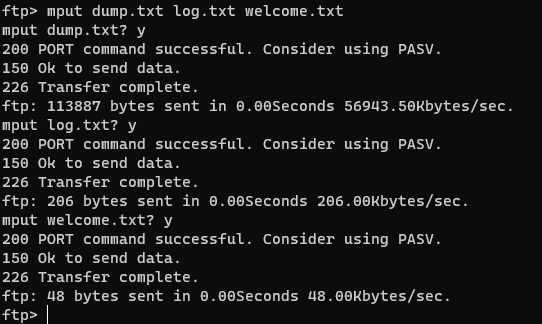 ftp> mput dump.txt log.txt welcome.txt
mput dump.txt? y
200 PORT command successful. Consider using PASV.
150 Ok to send data.
226 Transfer complete.
ftp: 113887 bytes sent in 0.00Seconds 56943.50Kbytes/sec.
mput log.txt? y
200 PORT command successful. Consider using PASV.
150 Ok to send data.
226 Transfer complete.
ftp: 206 bytes sent in 0.00Seconds 206.00Kbytes/sec.
mput welcome.txt? y
200 PORT command successful. Consider using PASV.
150 Ok to send data.
226 Transfer complete.
ftp: 48 bytes sent in 0.00Seconds 48.00Kbytes/sec.
ftp>